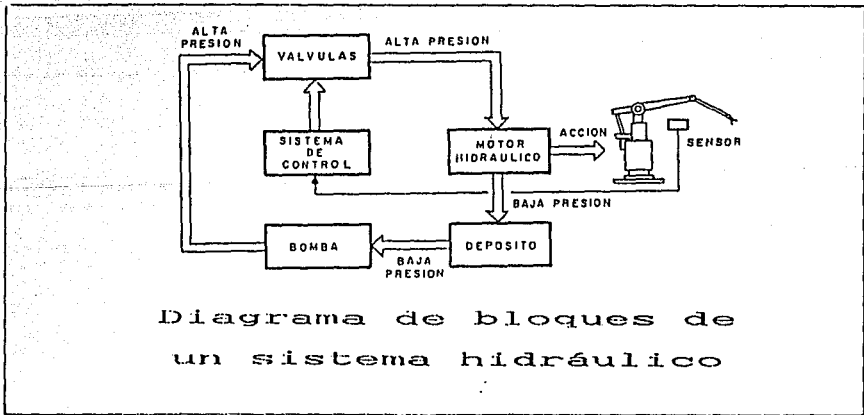 ALTA
PRESION
VALVULAS
ALTA PRESION
SISTEMA
DE
CONTROL
MOTOR
HIDRAULICO
ACCION
SENSOR
BAJA PRESION
BOMBA
BAJA
PRESION
DEPOSITO
Diagrama de bloques de
un sistema hidráulico